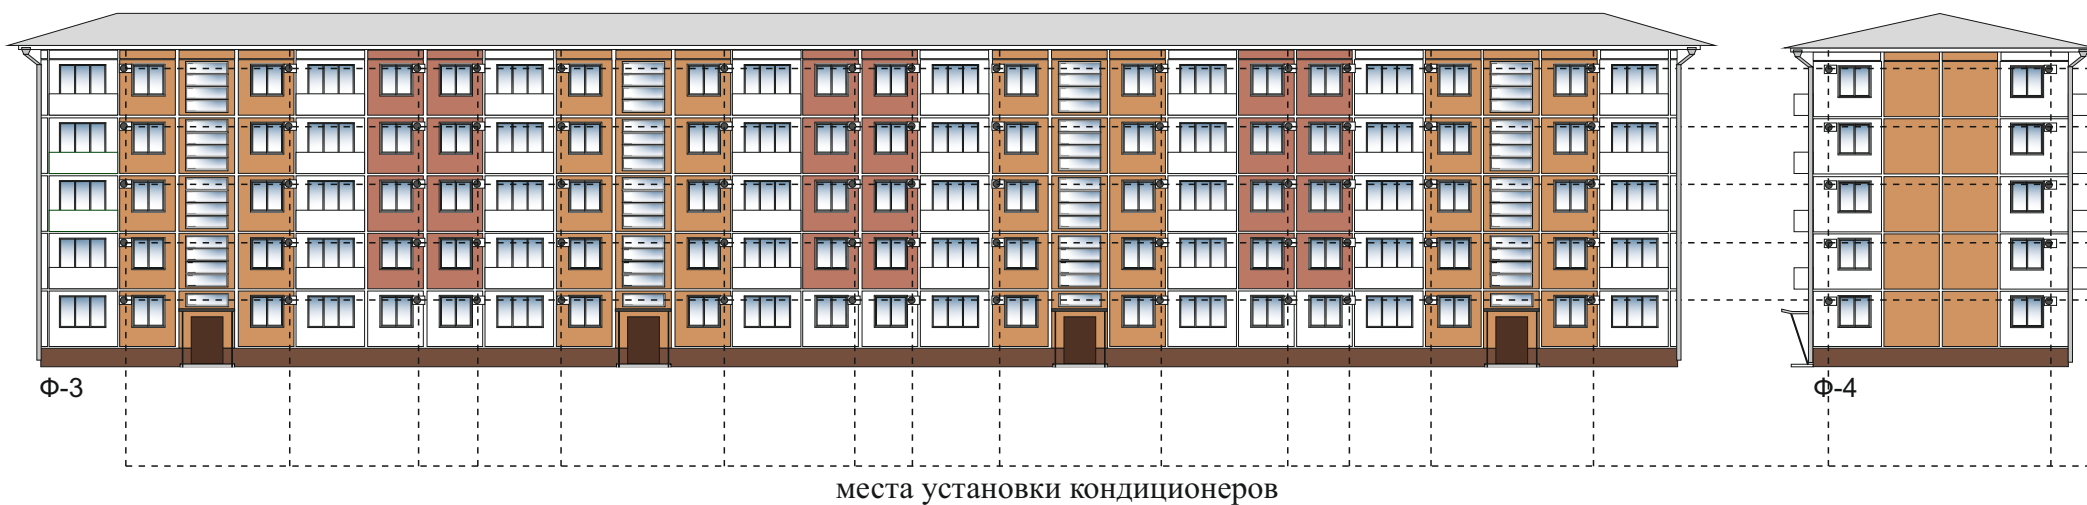 Ф-3
Ф-4
места установки кондиционеров